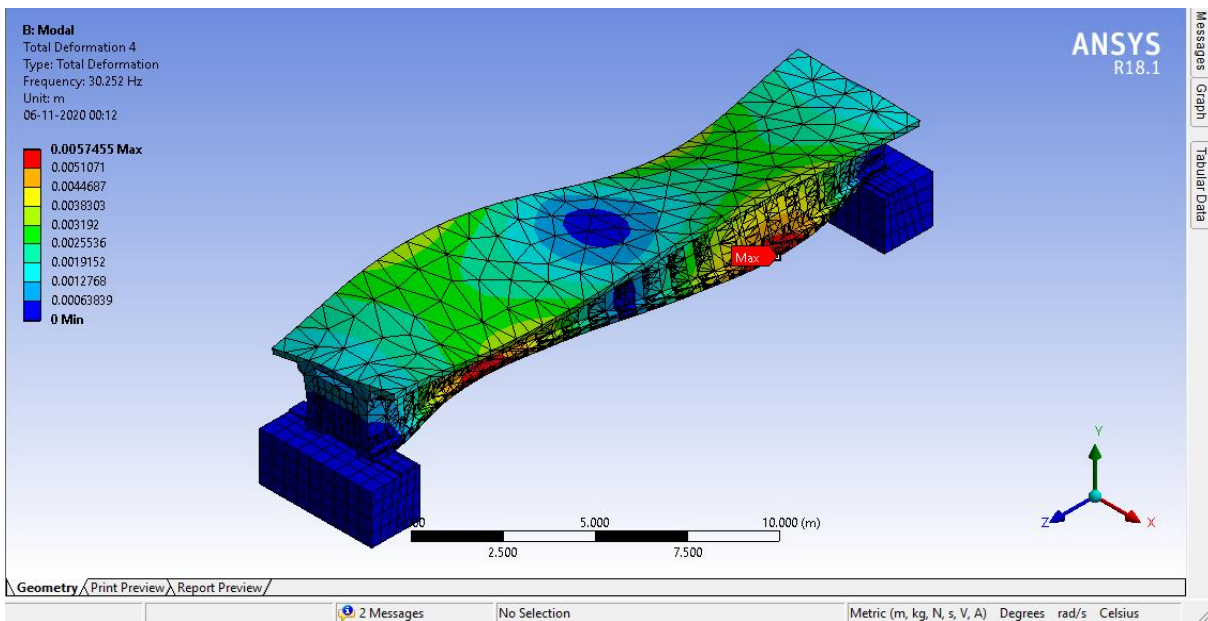 B: Modal
Total Deformation 4
Type: Total Deformation
Frequency: 30.252 Hz
Unit: m
06-11-2020 00:12
0.0057455 Max
0.0051071
0.0044687
0.0038303
0.003192
0.0025536
0.0019152
0.0012768
0.00063839
0 Min
ANSYS
R18.1
Messages
Graph
Tabular Data
Max
Y
Z
X
00
5.000
10.000 (m)
2.500
7.500
Geometry
Print Preview
Report Preview
2 Messages
No Selection
Metric (m, kg, N, s, V, A) Degrees rad/s Celsius